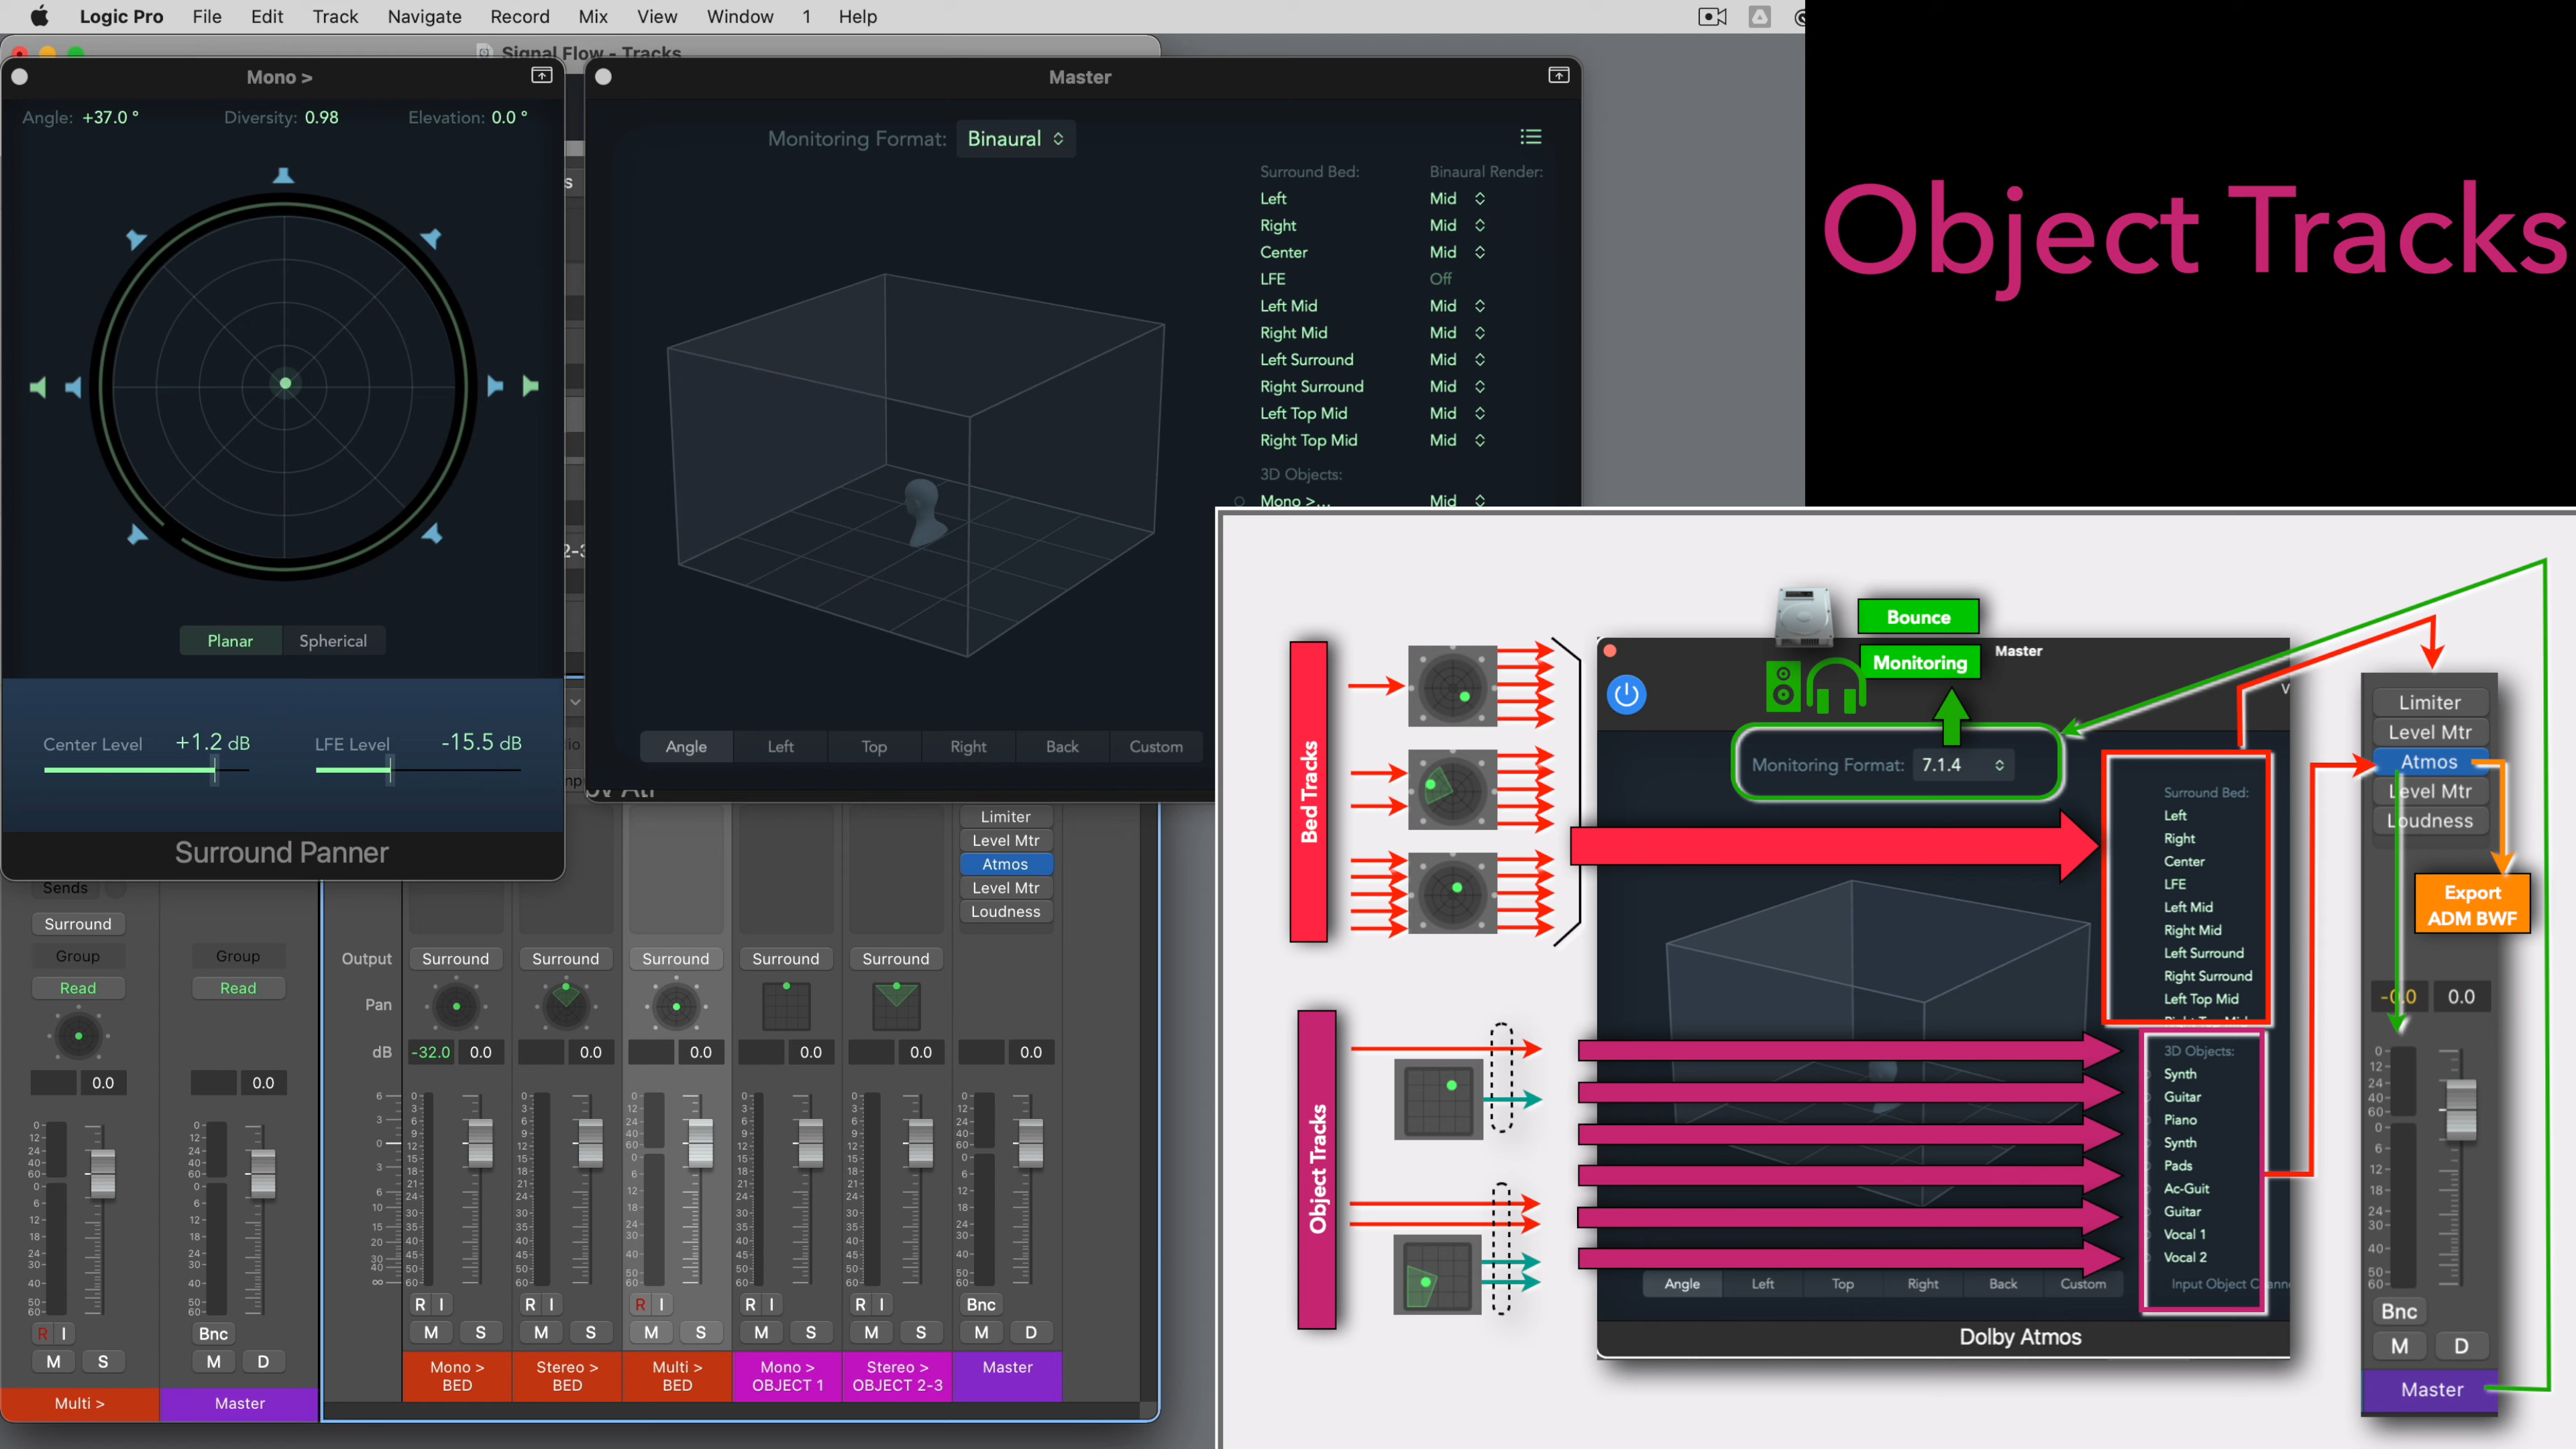 Logic Pro File Edit Track Navigate Record Mix View Window 1 Help
Signal Flow - Tracks
Mono >
Angle: +37.0 ° Diversity: 0.98 Elevation: 0.0 °
Planar Spherical
Center Level +1.2 dB LFE Level -15.5 dB
Surround Panner
Master
Monitoring Format: Binaural
Surround Bed: Binaural Render:
Left Mid
Right Mid
Center Mid
LFE Off
Left Mid Mid
Right Mid Mid
Left Surround Mid
Right Surround Mid
Left Top Mid Mid
Right Top Mid Mid
3D Objects:
Mono >... Mid
Angle Left Top Right Back Custom
Object Tracks
Sends
Surround
Group Group
Read Read
0.0 0.0
R I Bnc
M S M D
Multi > Master
Limiter
Level Mtr
Atmos
Level Mtr
Loudness
Output Surround Surround Surround Surround Surround
Pan
dB -32.0 0.0 0.0 0.0 0.0 0.0 0.0
R I R I R I R I R I Bnc
M S M S M S M S M S M D
Mono > Stereo > Multi > Mono > Stereo > Master
BED BED BED OBJECT 1 OBJECT 2-3
Bed Tracks
Object Tracks
Bounce
Monitoring
Master
Monitoring Format: 7.1.4
Surround Bed:
Left
Right
Center
LFE
Left Mid
Right Mid
Left Surround
Right Surround
Left Top Mid
3D Objects:
Synth
Guitar
Piano
Synth
Pads
Ac-Guit
Guitar
Vocal 1
Vocal 2
Input Object
Angle Left Top Right Back Custom
Dolby Atmos
Limiter
Level Mtr
Atmos
Level Mtr
Loudness
Export
ADM BWF
-0.0 0.0
Bnc
M D
Master